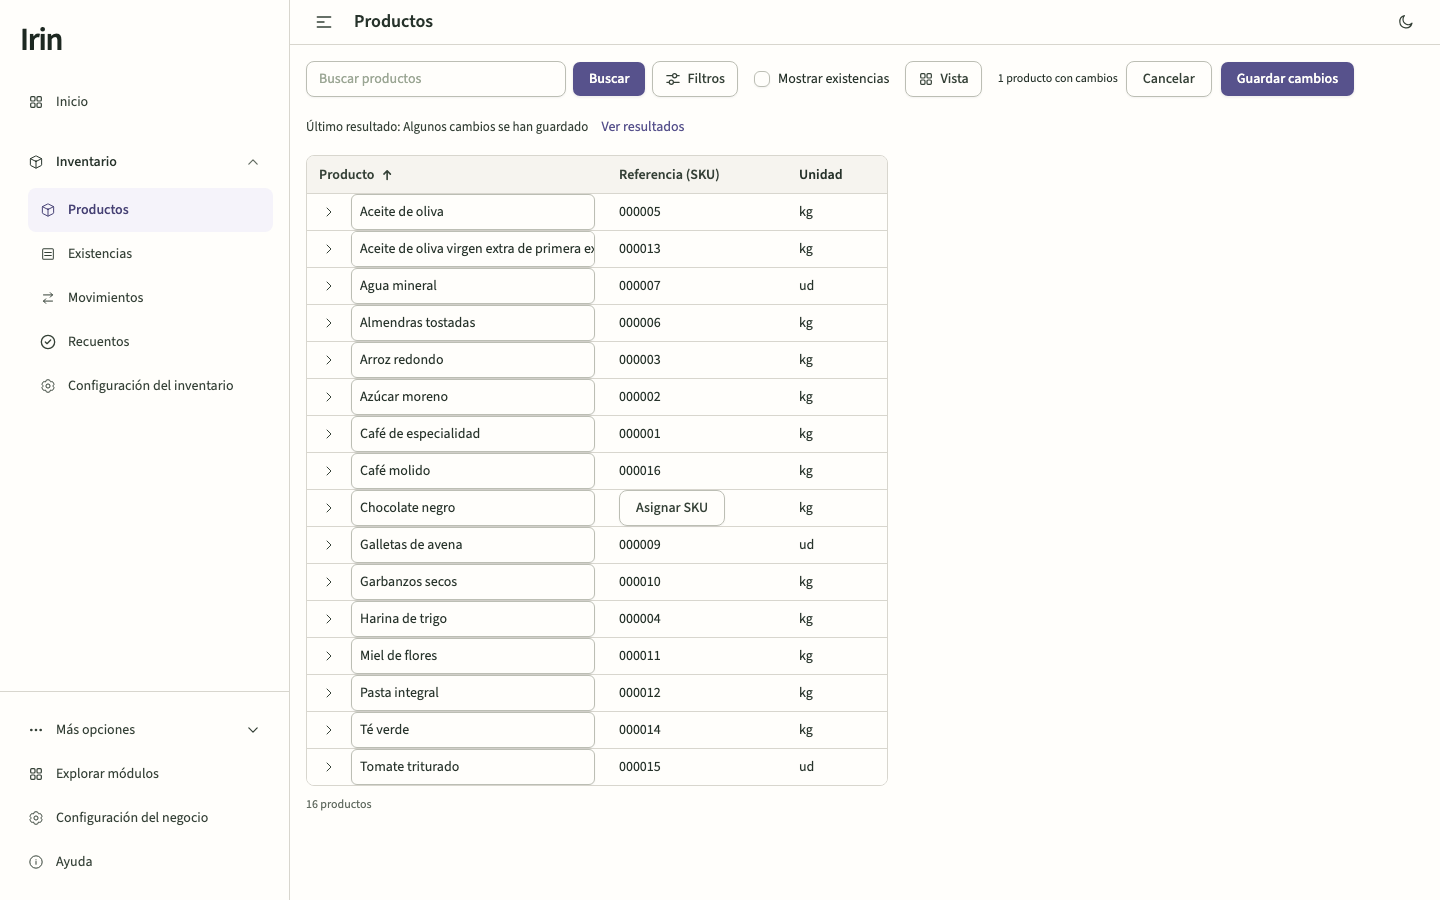 Irin
Productos
Inicio
Inventario
Productos
Existencias
Movimientos
Recuentos
Configuración del inventario
Más opciones
Explorar módulos
Configuración del negocio
Ayuda
Buscar productos Buscar Filtros Mostrar existencias Vista 1 producto con cambios Cancelar Guardar cambios
Último resultado: Algunos cambios se han guardado Ver resultados
Producto Referencia (SKU) Unidad
Aceite de oliva 000005 kg
Aceite de oliva virgen extra de primera 000013 kg
Agua mineral 000007 ud
Almendras tostadas 000006 kg
Arroz redondo 000003 kg
Azúcar moreno 000002 kg
Café de especialidad 000001 kg
Café molido 000016 kg
Chocolate negro Asignar SKU kg
Galletas de avena 000009 ud
Garbanzos secos 000010 kg
Harina de trigo 000004 kg
Miel de flores 000011 kg
Pasta integral 000012 kg
Té verde 000014 kg
Tomate triturado 000015 ud
16 productos